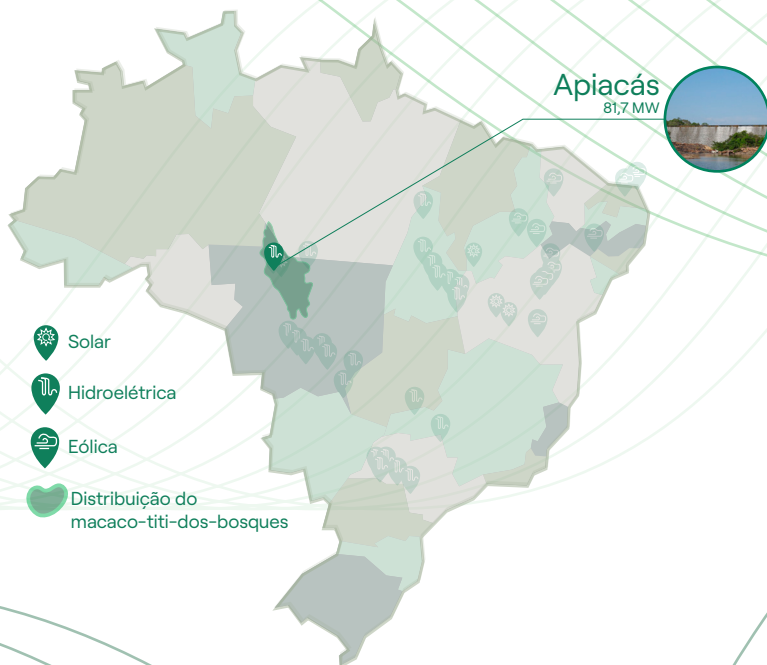 Apiacás
81,7 MW
Solar
Hidroelétrica
Eólica
Distribuição do
macaco-titi-dos-bosques